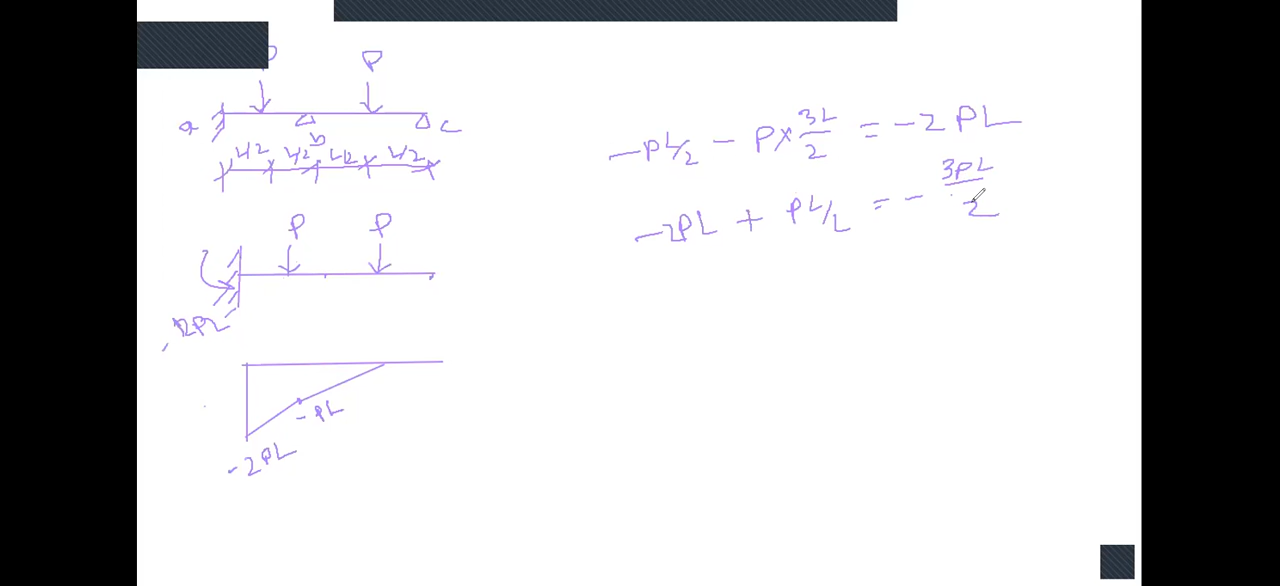 P
a b c
L/2 L/2 L/2 L/2
P P
2PL
-PL
-2PL
-PL/2 - P×3L/2 = -2PL
-2PL + PL/2 = -3PL/2